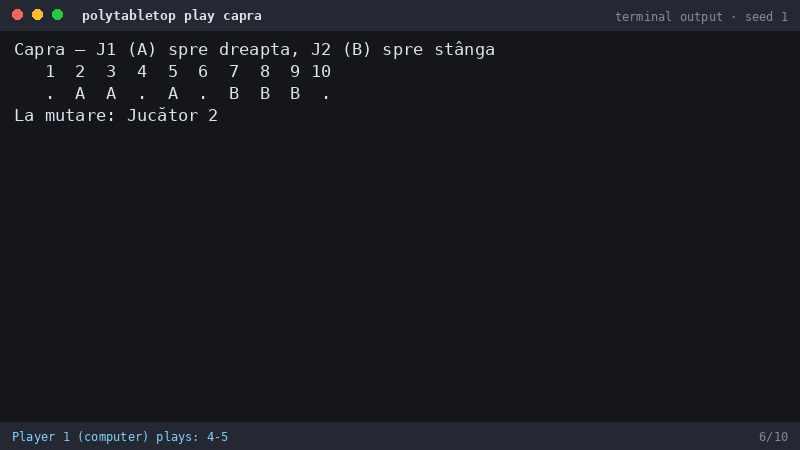 polytabletop play capra
terminal output · seed 1
Capra — J1 (A) spre dreapta, J2 (B) spre stânga
1 2 3 4 5 6 7 8 9 10
. A A . A . B B B .
La mutare: Jucător 2
Player 1 (computer) plays: 4-5
6/10